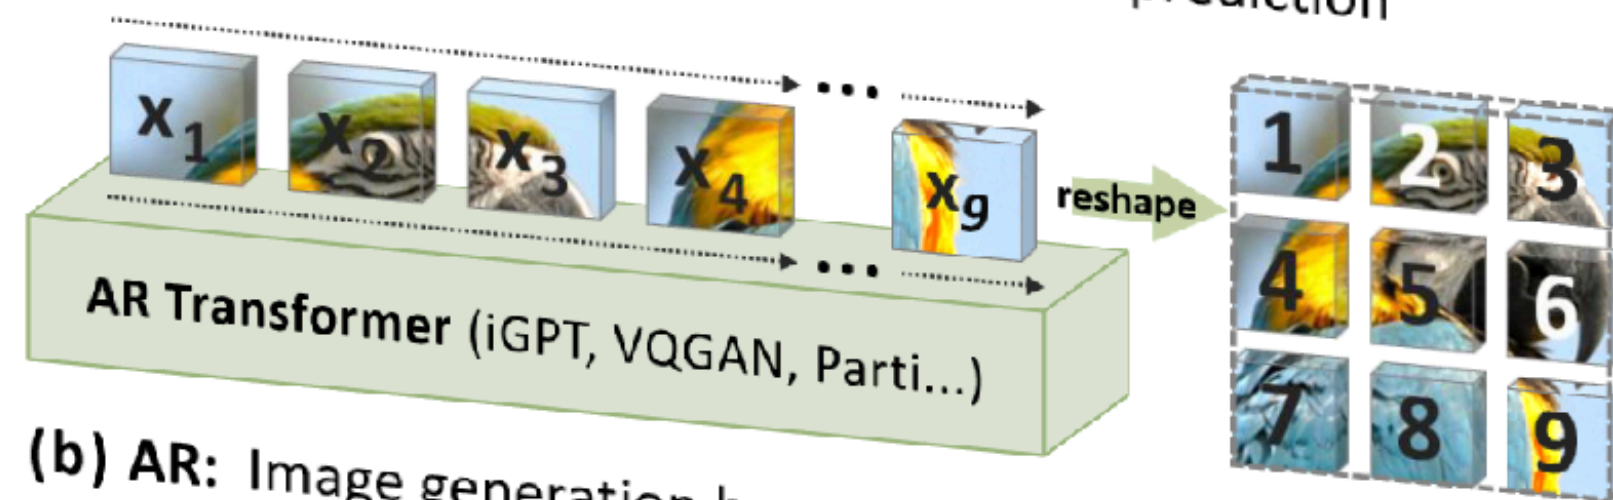 prediction
x1 x2 x3 x4 ... x9 reshape
1 2 3
4 5 6
7 8 9
AR Transformer (iGPT, VQGAN, Parti...)
(b) AR: Image generation